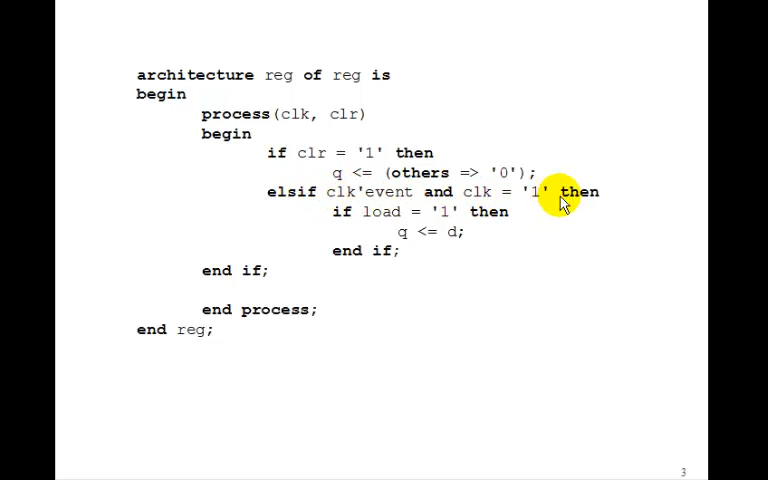 architecture reg of reg is
begin
process(clk, clr)
begin
if clr = '1' then
q <= (others => '0');
elsif clk'event and clk = '1' then
if load = '1' then
q <= d;
end if;
end if;
end process;
end reg;
3